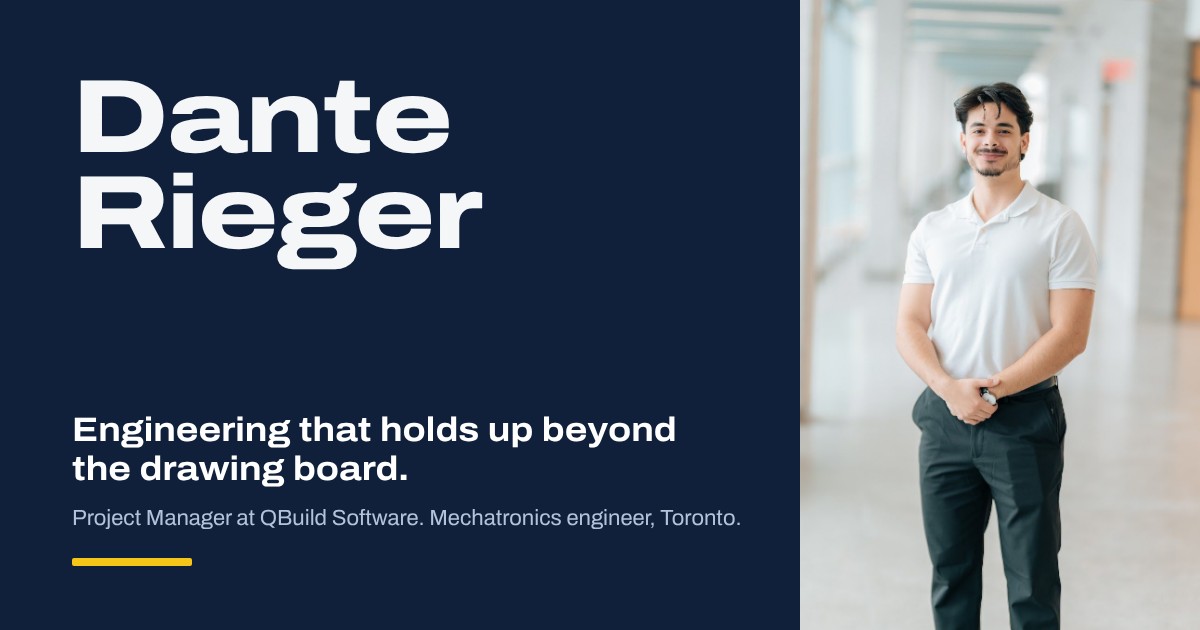 Dante
Rieger
Engineering that holds up beyond
the drawing board.
Project Manager at QBuild Software. Mechatronics engineer, Toronto.